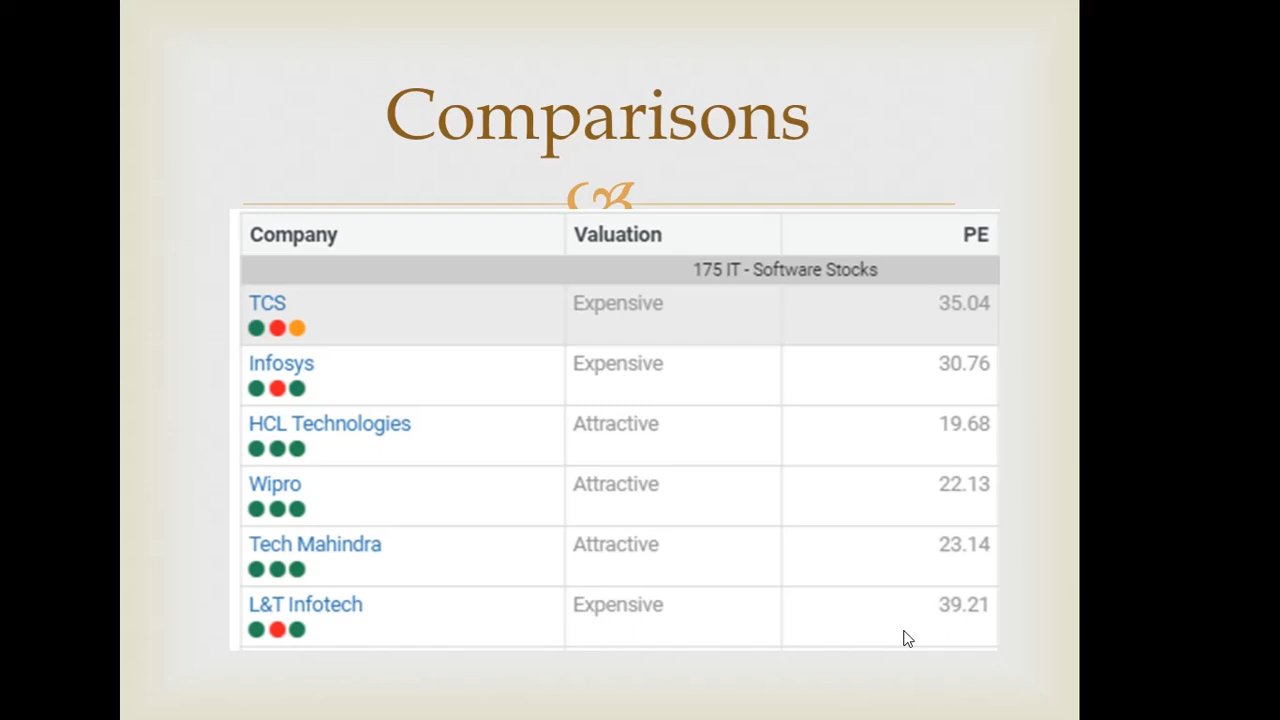 Comparisons
Company Valuation PE
175 IT - Software Stocks
TCS Expensive 35.04
Infosys Expensive 30.76
HCL Technologies Attractive 19.68
Wipro Attractive 22.13
Tech Mahindra Attractive 23.14
L&T Infotech Expensive 39.21